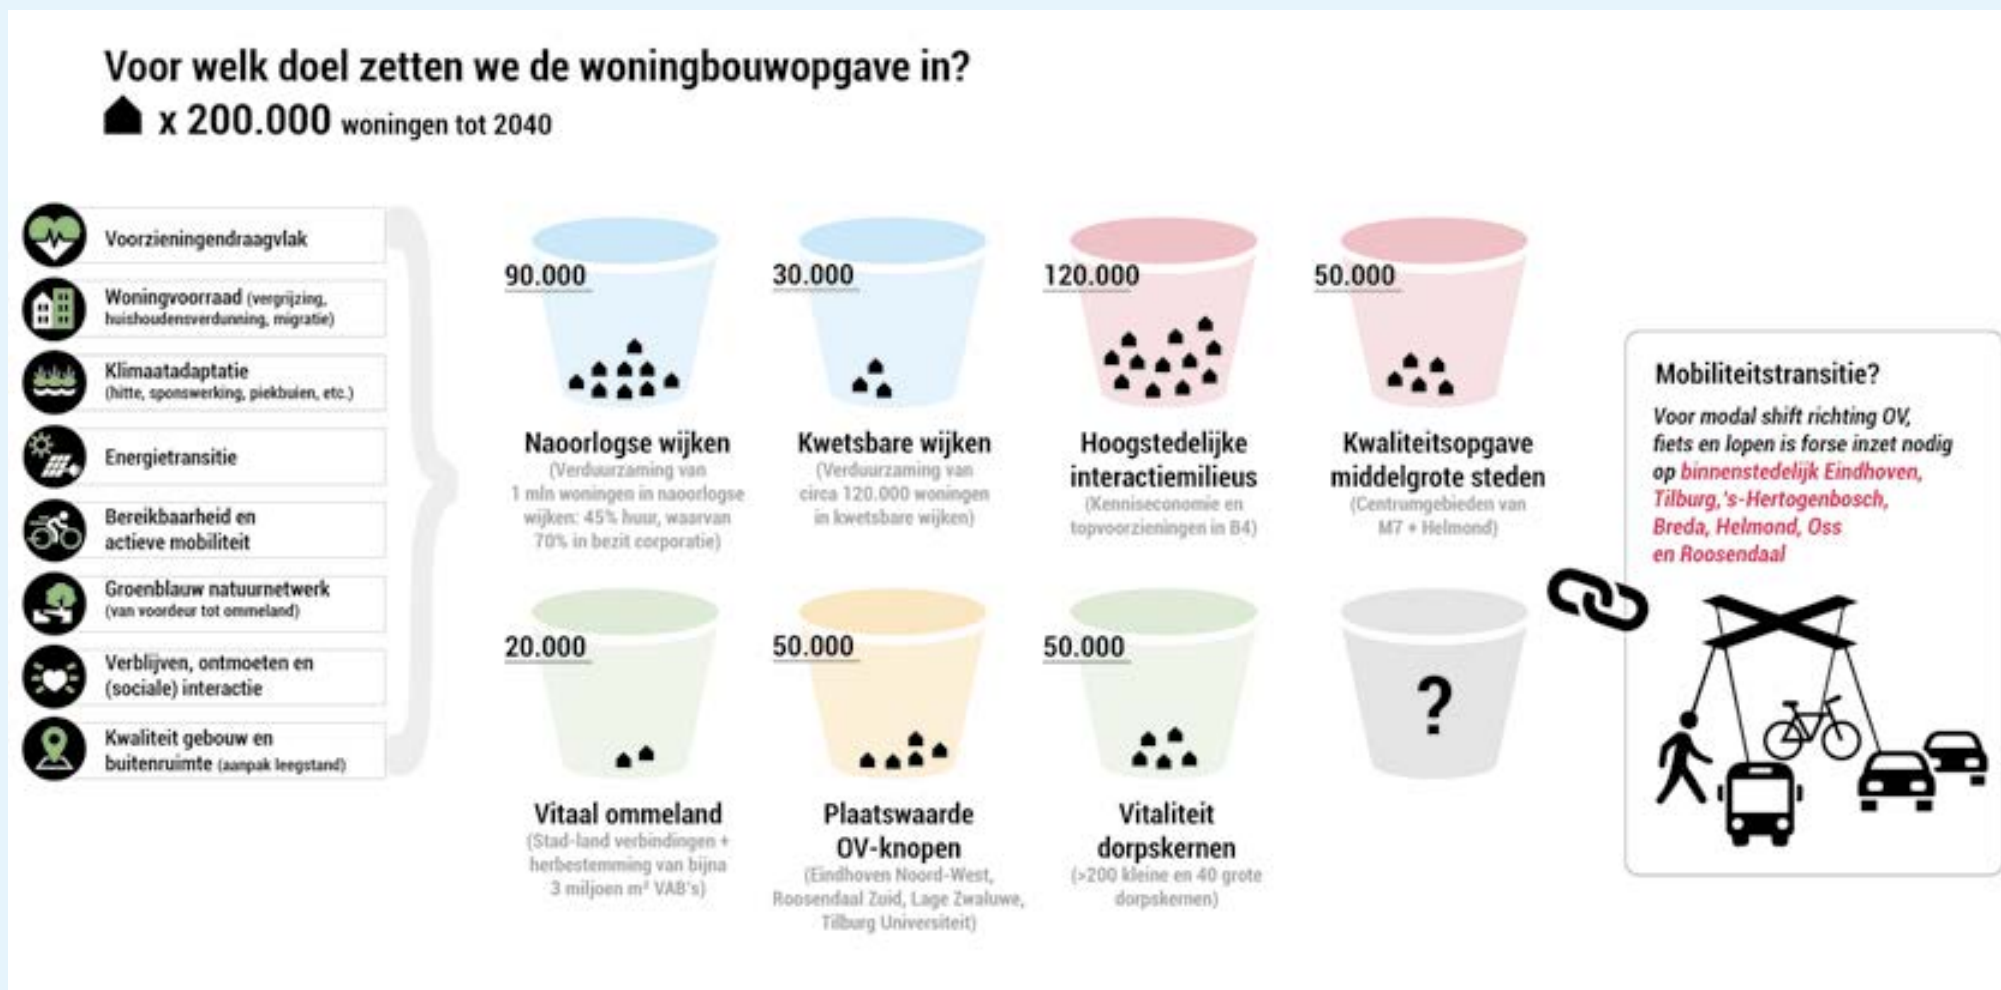 Voor welk doel zetten we de woningbouwopgave in?
x 200.000 woningen tot 2040
Voorzieningendraagvlak
Woningvoorraad (vergrijzing,
huishoudensverdunning, migratie)
Klimaatadaptatie
(hitte, sponswerking, piekbuien, etc.)
Energietransitie
Bereikbaarheid en
actieve mobiliteit
Groenblauw natuurnetwerk
(van voordeur tot ommeland)
Verblijven, ontmoeten en
(sociale) interactie
Kwaliteit gebouw en
buitenruimte (aanpak leegstand)
90.000
Naoorlogse wijken
(Verduurzaming van
1 mln woningen in naoorlogse
wijken: 45% huur, waarvan
70% in bezit corporatie)
30.000
Kwetsbare wijken
(Verduurzaming van
circa 120.000 woningen
in kwetsbare wijken)
120.000
Hoogstedelijke
interactiemilieus
(Kenniseconomie en
topvoorzieningen in B4)
50.000
Kwaliteitsopgave
middelgrote steden
(Centrumgebieden van
M7 + Helmond)
20.000
Vitaal ommeland
(Stad-land verbindingen +
herbestemming van bijna
3 miljoen m² VAB's)
50.000
Plaatswaarde
OV-knopen
(Eindhoven Noord-West,
Roosendaal Zuid, Lage Zwaluwe,
Tilburg Universiteit)
50.000
Vitaliteit
dorpskernen
(>200 kleine en 40 grote
dorpskernen)
?
Mobiliteitstransitie?
Voor modal shift richting OV,
fiets en lopen is forse inzet nodig
op binnenstedelijk Eindhoven,
Tilburg,'s-Hertogenbosch,
Breda, Helmond, Oss
en Roosendaal